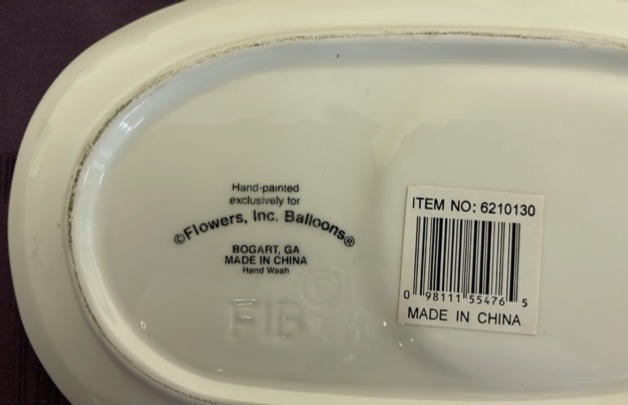 Hand-painted
exclusively for
©Flowers, Inc. Balloons®
BOGART, GA
MADE IN CHINA
Hand Wash
©
FIB
ITEM NO: 6210130
0 98111 55476 5
MADE IN CHINA